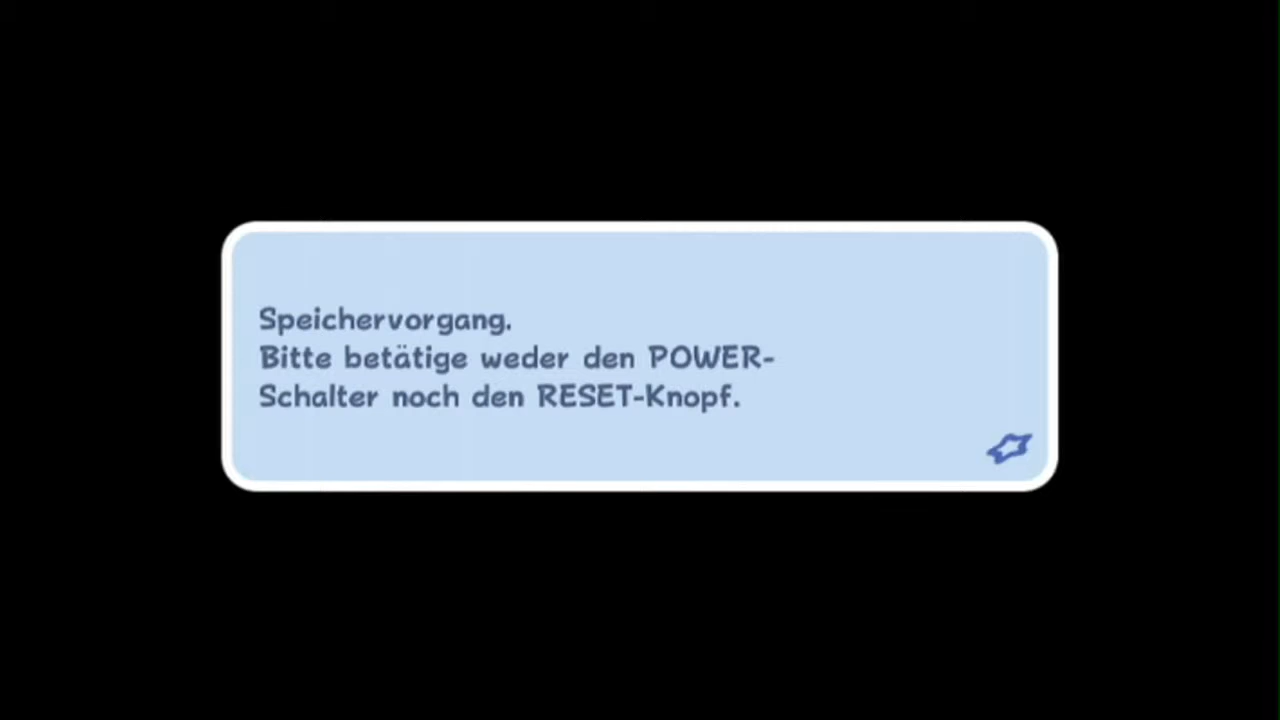 Speichervorgang.
Bitte betätige weder den POWER-
Schalter noch den RESET-Knopf.